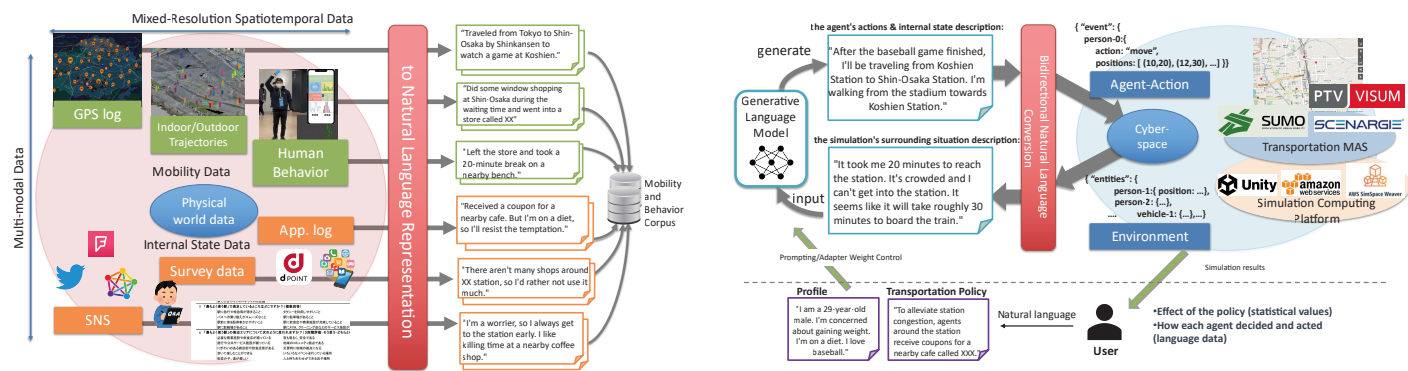 Mixed-Resolution Spatiotemporal Data
Multi-modal Data
GPS log
Indoor/Outdoor
Trajectories
Human
Behavior
Mobility Data
Physical
world data
Internal State Data
App. log
Survey data
d POINT
Q&A
SNS
to Natural Language Representation
"Traveled from Tokyo to Shin-
Osaka by Shinkansen to
watch a game at Koshien."
"Did some window shopping
at Shin-Osaka during the
waiting time and went into a
store called XX"
"Left the store and took a
20-minute break on a
nearby bench."
"Received a coupon for a
nearby cafe. But I'm on a diet,
so I'll resist the temptation."
"There aren't many shops around
XX station, so I'd rather not use it
much."
"I'm a worrier, so I always get
to the station early. I like
killing time at a nearby coffee
shop."
Mobility
and
Behavior
Corpus
the agent's actions & internal state description:
generate
"After the baseball game finished,
I'll be traveling from Koshien
Station to Shin-Osaka Station. I'm
walking from the stadium towards
Koshien Station."
Generative
Language
Model
the simulation's surrounding situation description:
"It took me 20 minutes to reach
the station. It's crowded and I
can't get into the station. It
seems like it will take roughly 30
minutes to board the train."
input
Bidirectional Natural Language
Conversion
{ "event": {
person-0:{
action: "move",
positions: [ (10,20), (12,30), ...] }}
Agent-Action
Cyber-
space
{ "entities": {
person-1:{ position: ...},
person-2: {...},
.... vehicle-1: {...},...}
Environment
PTV VISUM
SUMO
SCENARGIE
Transportation MAS
Unity
amazon
webservices
AWS SimSpace Weaver
Simulation Computing
Platform
Prompting/Adapter Weight Control
Simulation results
Profile
"I am a 29-year-old
male. I'm concerned
about gaining weight.
I'm on a diet. I love
baseball."
Transportation Policy
"To alleviate station
congestion, agents
around the station
receive coupons for a
nearby cafe called XXX."
Natural language
User
•Effect of the policy (statistical values)
•How each agent decided and acted
(language data)